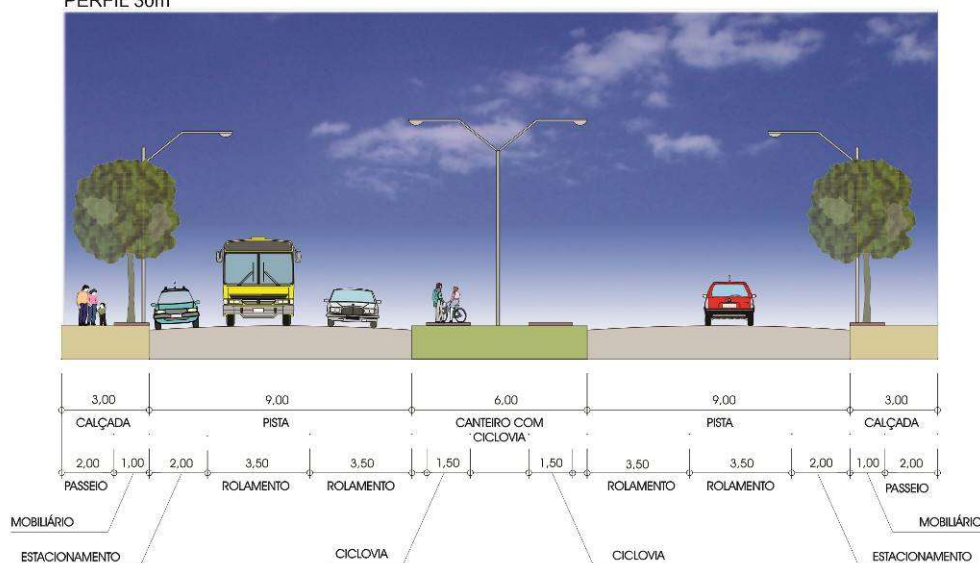 PERFIL 30m
3,00 9,00 6,00 9,00 3,00
CALÇADA PISTA CANTEIRO COM PISTA CALÇADA
CICLOVIA
2,00 1,00 2,00 3,50 3,50 1,50 1,50 3,50 3,50 2,00 1,00 2,00
PASSEIO ROLAMENTO ROLAMENTO ROLAMENTO ROLAMENTO PASSEIO
MOBILIÁRIO MOBILIÁRIO
ESTACIONAMENTO CICLOVIA CICLOVIA ESTACIONAMENTO